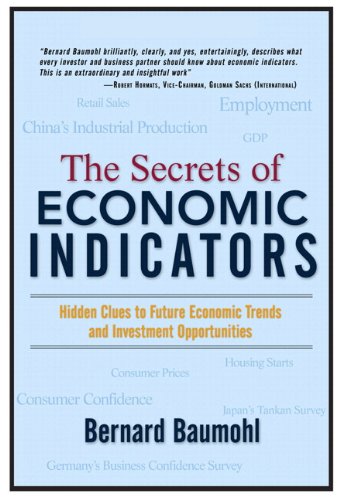 "Bernard Baumohl brilliantly, clearly, and yes, entertainingly, describes what
every investor and business partner should know about economic indicators.
This is an extraordinary and insightful work"
—Robert Hormats, Vice-Chairman, Goldman Sachs (International)
Retail Sales
Employment
China's Industrial Production
GDP
The Secrets of
ECONOMIC
INDICATORS
Hidden Clues to Future Economic Trends
and Investment Opportunities
Housing Starts
Consumer Prices
Consumer Confidence
Japan's Tankan Survey
Bernard Baumohl
Germany's Business Confidence Survey